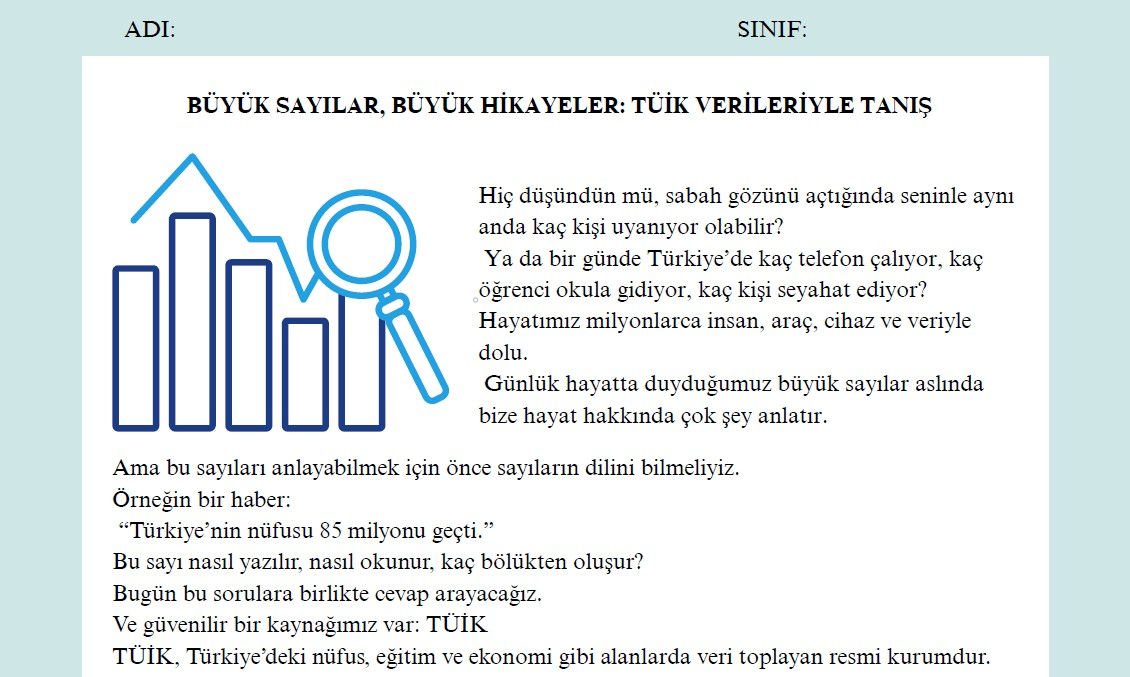 ADI:
SINIF:
BÜYÜK SAYILAR, BÜYÜK HİKAYELER: TÜİK VERİLERİYLE TANIŞ
Hiç düşündün mü, sabah gözünü açtığında seninle aynı
anda kaç kişi uyanıyor olabilir?
Ya da bir günde Türkiye’de kaç telefon çalıyor, kaç
öğrenci okula gidiyor, kaç kişi seyahat ediyor?
Hayatımız milyonlarca insan, araç, cihaz ve veriyle
dolu.
Günlük hayatta duyduğumuz büyük sayılar aslında
bize hayat hakkında çok şey anlatır.
Ama bu sayıları anlayabilmek için önce sayıların dilini bilmeliyiz.
Örneğin bir haber:
“Türkiye’nin nüfusu 85 milyonu geçti.”
Bu sayı nasıl yazılır, nasıl okunur, kaç bölükten oluşur?
Bugün bu sorulara birlikte cevap arayacağız.
Ve güvenilir bir kaynağımız var: TÜİK
TÜİK, Türkiye’deki nüfus, eğitim ve ekonomi gibi alanlarda veri toplayan resmi kurumdur.